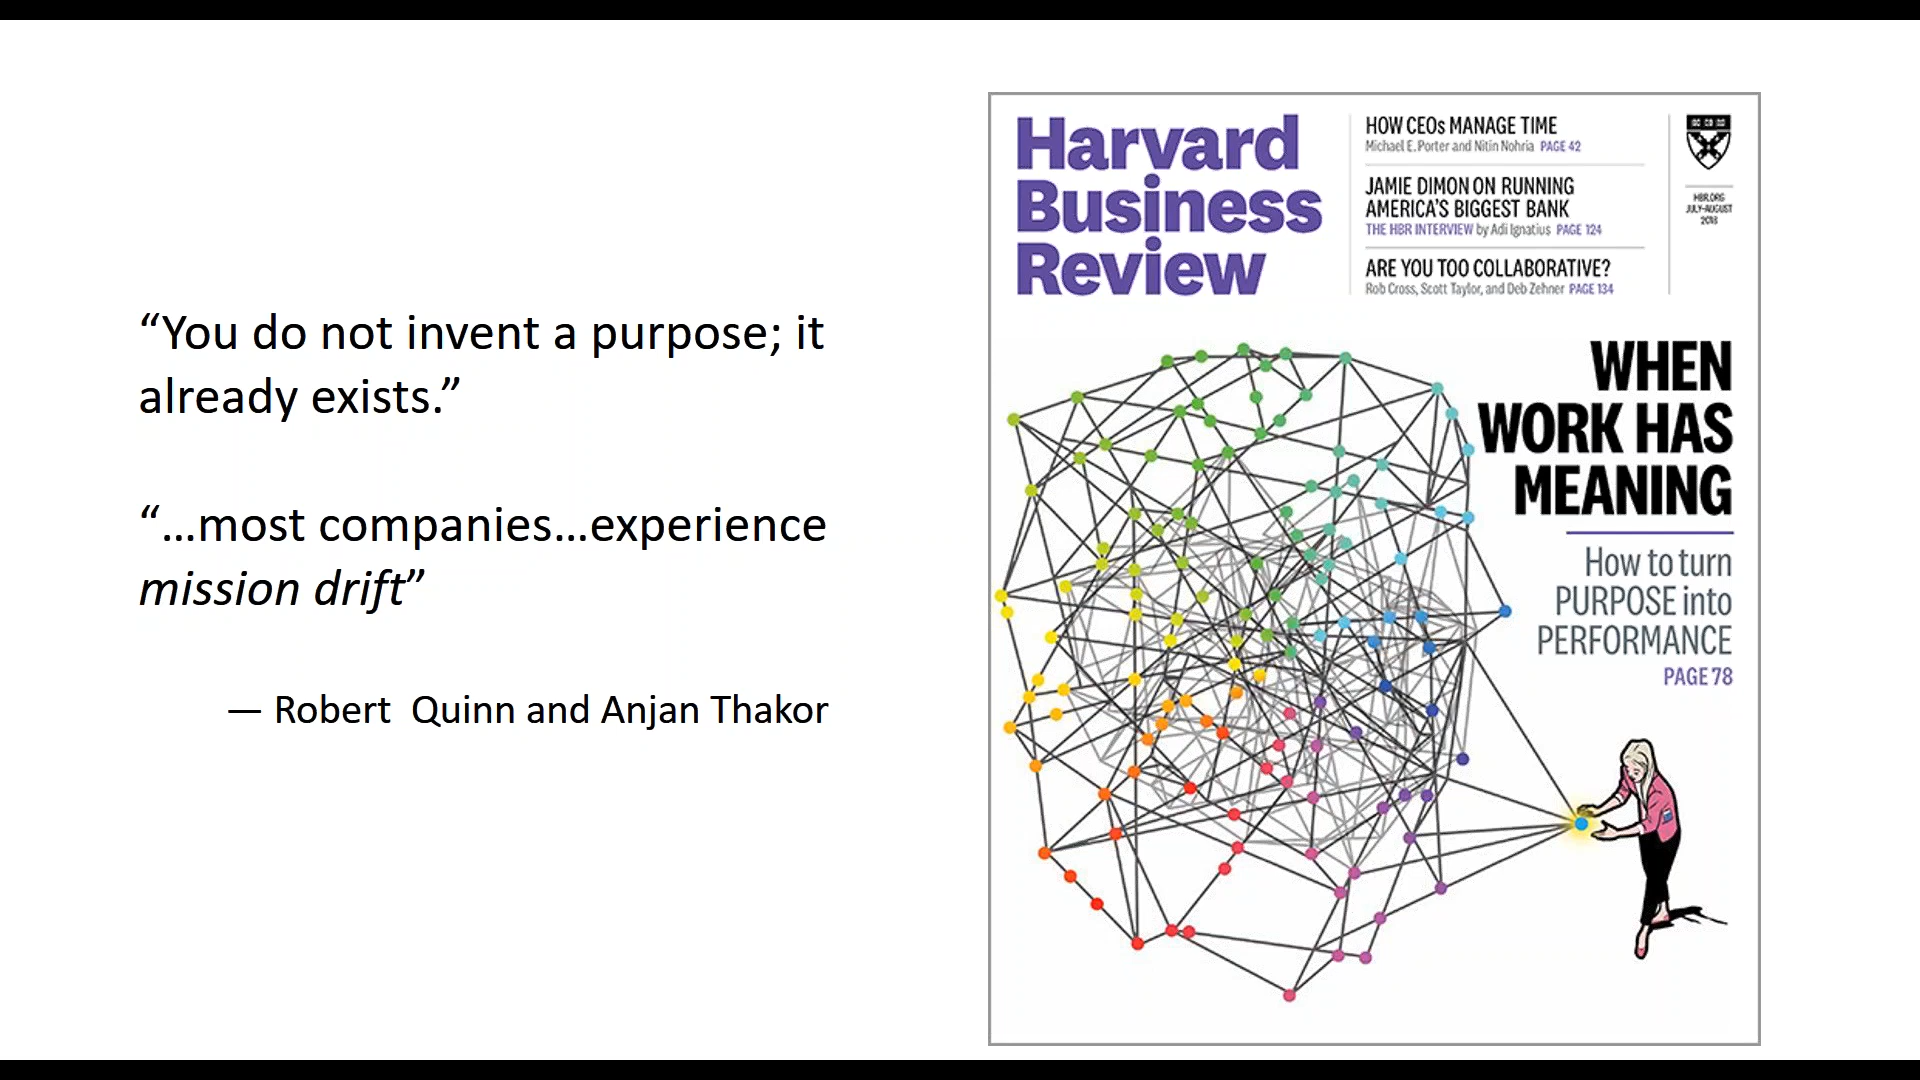 “You do not invent a purpose; it
already exists.”
“…most companies…experience
mission drift”
— Robert  Quinn and Anjan Thakor
Harvard
Business
Review
HOW CEOs MANAGE TIME
Michael E. Porter and Nitin Nohria PAGE 42
JAMIE DIMON ON RUNNING
AMERICA’S BIGGEST BANK
THE HBR INTERVIEW by Adi Ignatius PAGE 124
ARE YOU TOO COLLABORATIVE?
Rob Cross, Scott Taylor, and Deb Zehner PAGE 134
HBR.ORG
JULY-AUGUST
2018
WHEN
WORK HAS
MEANING
How to turn
PURPOSE into
PERFORMANCE
PAGE 78